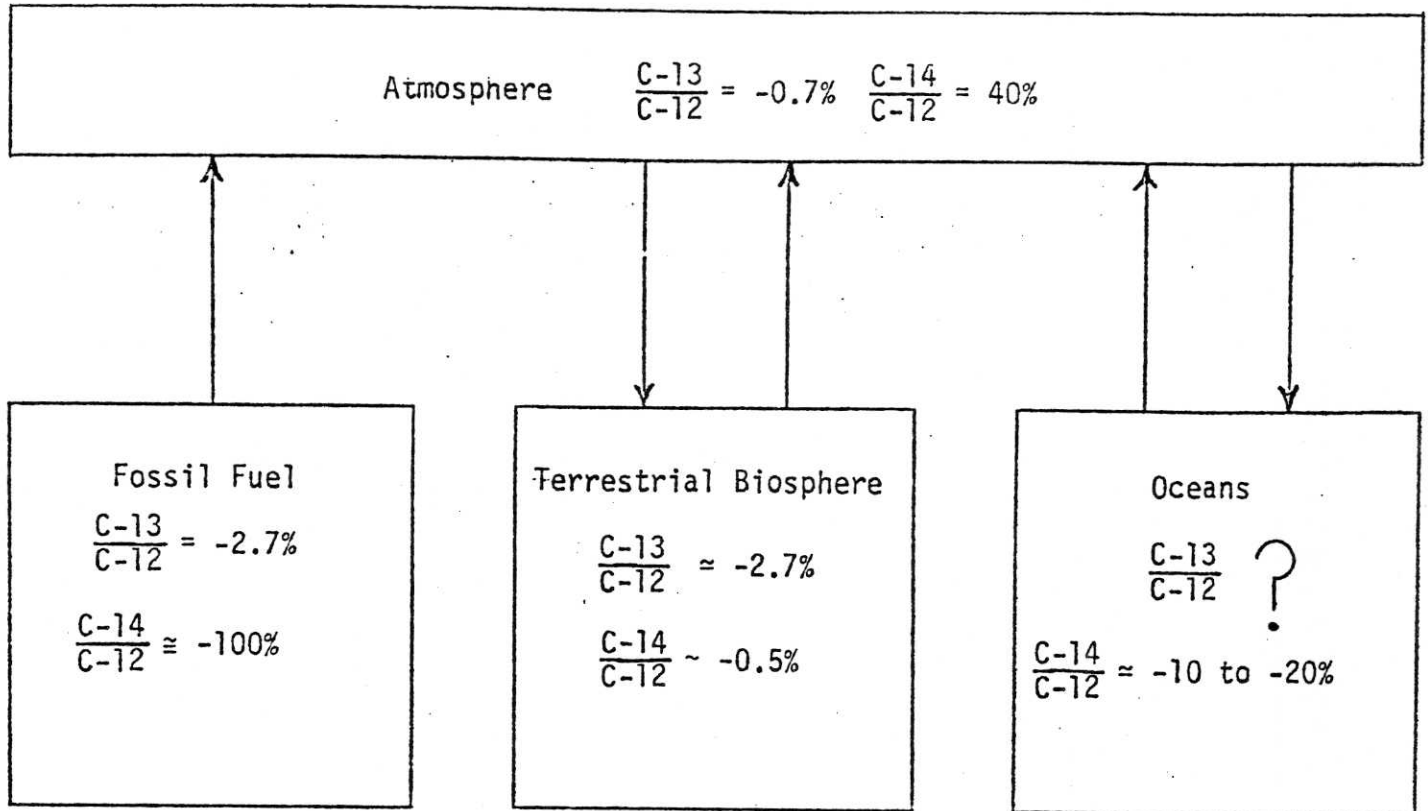 Atmosphere C-13/C-12 = -0.7% C-14/C-12 = 40%
Fossil Fuel
C-13/C-12 = -2.7%
C-14/C-12 ≅ -100%
Terrestrial Biosphere
C-13/C-12 ≃ -2.7%
C-14/C-12 ~ -0.5%
Oceans
C-13/C-12 ?
C-14/C-12 ≃ -10 to -20%